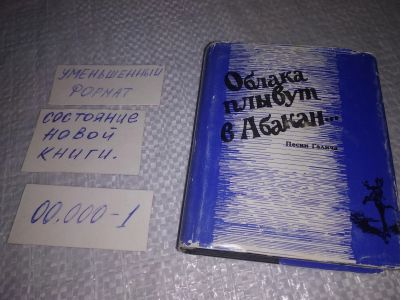 УМЕНЬШЕННЫЙ
ФОРМАТ
СОСТОЯНИЕ
НОВОЙ
КНИГИ.
00.000-1
Облака
плывут
в Абакан...
Песни Галича